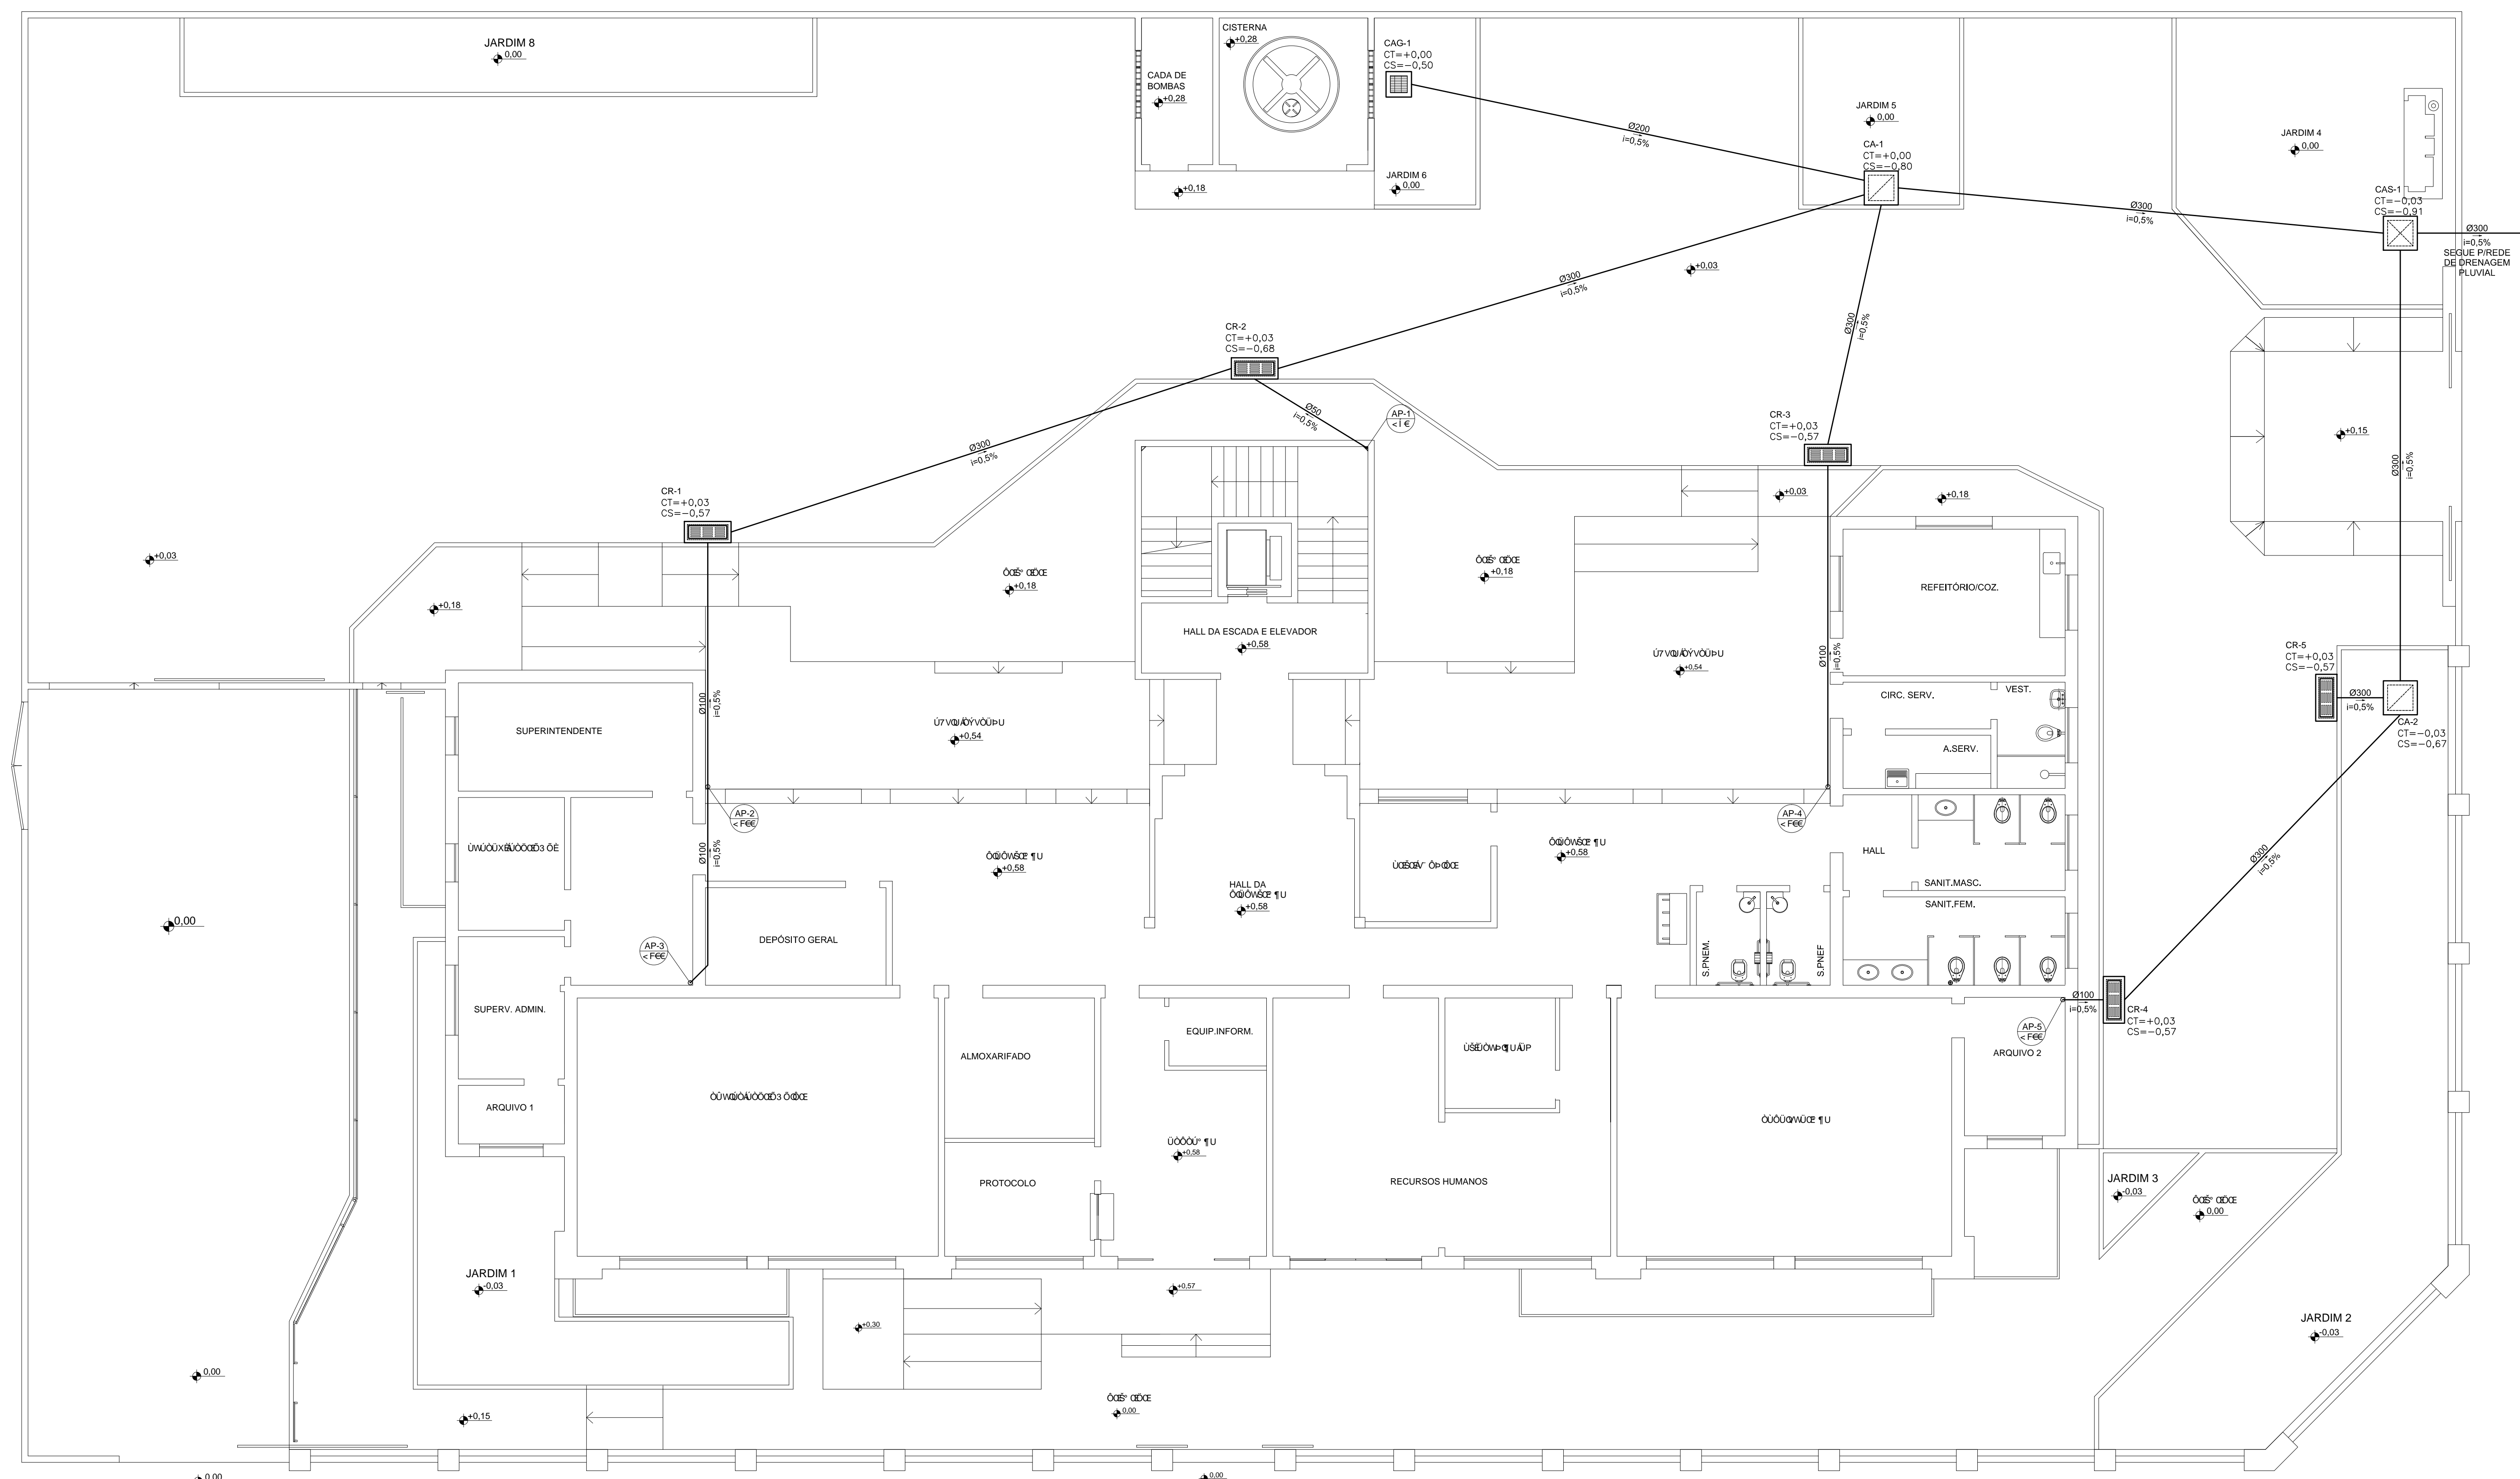 JARDIM 8
0,00
CISTERNA
+0,28
CADA DE
BOMBAS
+0,28
+0,18
CAG-1
CT=+0,00
CS=-0,50
JARDIM 6
0,00
Ø200
i=0,5%
JARDIM 5
0,00
CA-1
CT=+0,00
CS=-0,80
JARDIM 4
0,00
CAS-1
CT=-0,03
CS=-0,91
Ø300
i=0,5%
Ø300
i=0,5%
SEGUE P/REDE
DE DRENAGEM
PLUVIAL
+0,03
Ø300
i=0,5%
Ø300
i=0,5%
CR-2
CT=+0,03
CS=-0,68
Ø50
i=0,5%
AP-1
CR-3
CT=+0,03
CS=-0,57
+0,15
Ø300
i=0,5%
Ø300
i=0,5%
CR-1
CT=+0,03
CS=-0,57
+0,03
+0,18
+0,18
+0,18
+0,03
+0,18
REFEITÓRIO/COZ.
HALL DA ESCADA E ELEVADOR
+0,58
+0,54
Ø100
i=0,5%
CR-5
CT=+0,03
CS=-0,57
Ø300
i=0,5%
CA-2
CT=-0,03
CS=-0,67
CIRC. SERV.
VEST.
A.SERV.
SUPERINTENDENTE
Ø100
i=0,5%
+0,54
AP-2
AP-4
Ø100
i=0,5%
+0,58
+0,58
HALL
SANIT.MASC.
SANIT.FEM.
Ø300
i=0,5%
HALL DA
+0,58
0,00
DEPÓSITO GERAL
AP-3
S.PNEM.
S.PNEF
Ø100
i=0,5%
CR-4
CT=+0,03
CS=-0,57
AP-5
ARQUIVO 2
SUPERV. ADMIN.
EQUIP.INFORM.
ALMOXARIFADO
ARQUIVO 1
+0,58
PROTOCOLO
RECURSOS HUMANOS
JARDIM 3
-0,03
0,00
JARDIM 1
-0,03
+0,57
+0,30
JARDIM 2
-0,03
0,00
+0,15
0,00
0,00
0,00